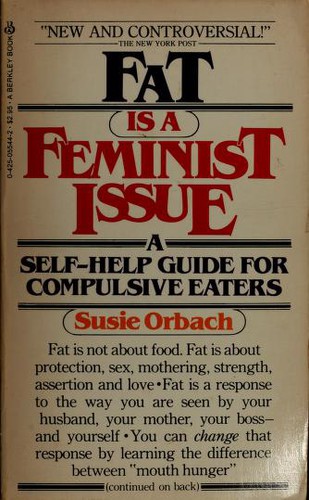 "NEW AND CONTROVERSIAL!"
THE NEW YORK POST
FAT
IS A
FEMINIST
ISSUE
A
SELF-HELP GUIDE FOR
COMPULSIVE EATERS
Susie Orbach
Fat is not about food. Fat is about
protection, sex, mothering, strength,
assertion and love • Fat is a response
to the way you are seen by your
husband, your mother, your boss—
and yourself • You can change that
response by learning the difference
between "mouth hunger"
(continued on back)
0-425-05544-2 • $2.95 • A BERKLEY BOOK